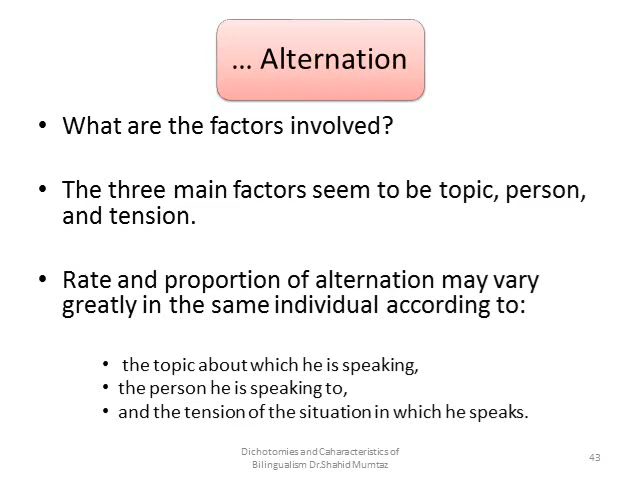 ... Alternation
• What are the factors involved?
• The three main factors seem to be topic, person,
and tension.
• Rate and proportion of alternation may vary
greatly in the same individual according to:
• the topic about which he is speaking,
• the person he is speaking to,
• and the tension of the situation in which he speaks.
Dichotomies and Caharacteristics of
Bilingualism Dr.Shahid Mumtaz
43